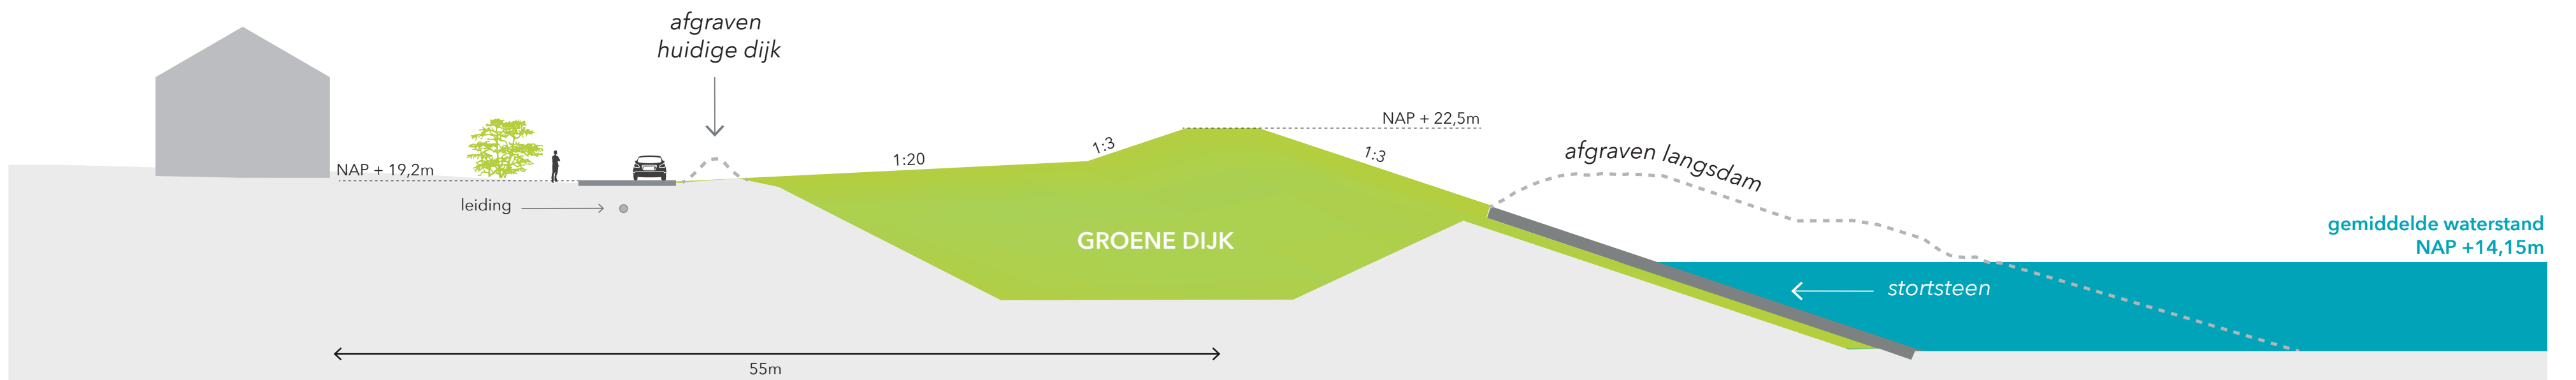 afgraven
huidige dijk
NAP + 19,2m
leiding
1:20
1:3
NAP + 22,5m
1:3
GROENE DIJK
afgraven langsdam
gemiddelde waterstand
NAP +14,15m
stortsteen
55m